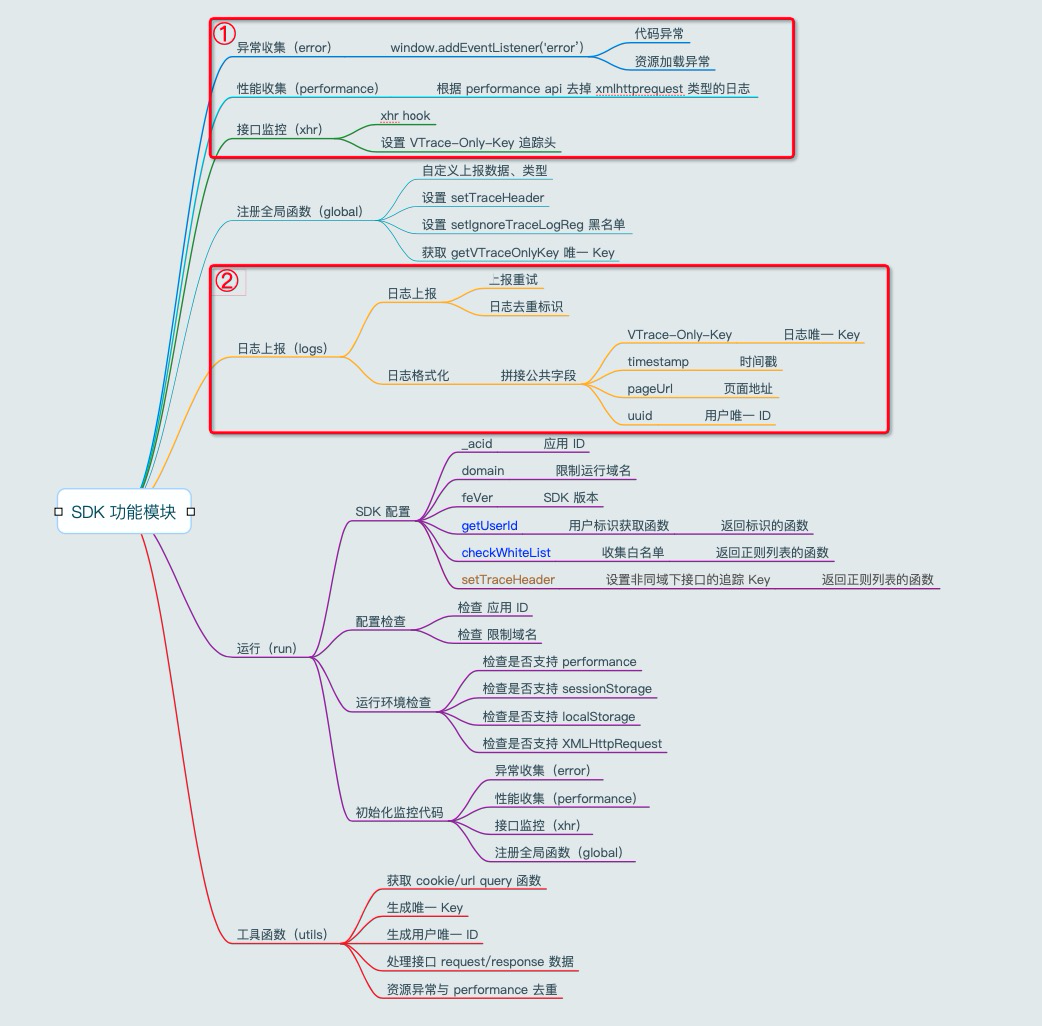 ①
异常收集（error） window.addEventListener('error')
代码异常
资源加载异常
性能收集（performance） 根据 performance api 去掉 xmlhttprequest 类型的日志
接口监控（xhr）
xhr hook
设置 VTrace-Only-Key 追踪头
注册全局函数（global）
自定义上报数据、类型
设置 setTraceHeader
设置 setIgnoreTraceLogReg 黑名单
获取 getVTraceOnlyKey 唯一 Key
②
日志上报（logs）
日志上报
上报重试
日志去重标识
日志格式化 拼接公共字段
VTrace-Only-Key 日志唯一 Key
timestamp 时间戳
pageUrl 页面地址
uuid 用户唯一 ID
SDK 功能模块
运行（run）
SDK 配置
_acid 应用 ID
domain 限制运行域名
feVer SDK 版本
getUserId 用户标识获取函数 返回标识的函数
checkWhiteList 收集白名单 返回正则列表的函数
setTraceHeader 设置非同域下接口的追踪 Key 返回正则列表的函数
配置检查
检查 应用 ID
检查 限制域名
运行环境检查
检查是否支持 performance
检查是否支持 sessionStorage
检查是否支持 localStorage
检查是否支持 XMLHttpRequest
初始化监控代码
异常收集（error）
性能收集（performance）
接口监控（xhr）
注册全局函数（global）
工具函数（utils）
获取 cookie/url query 函数
生成唯一 Key
生成用户唯一 ID
处理接口 request/response 数据
资源异常与 performance 去重